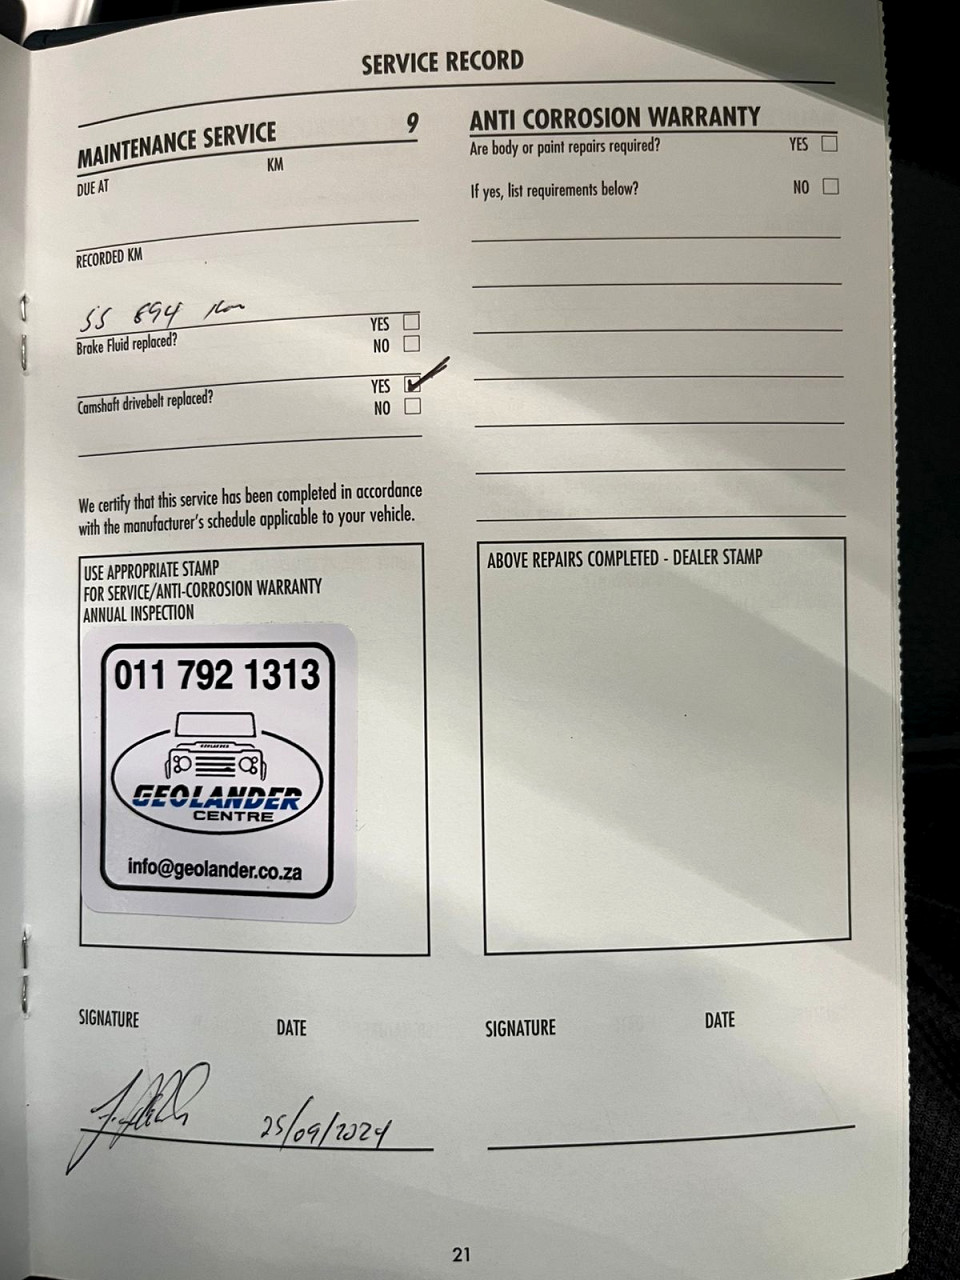 SERVICE RECORD
MAINTENANCE SERVICE 9
DUE AT KM
RECORDED KM
55 894 Km
YES
Brake Fluid replaced?
NO
YES
Camshaft drivebelt replaced?
NO
We certify that this service has been completed in accordance
with the manufacturer's schedule applicable to your vehicle.
USE APPROPRIATE STAMP
FOR SERVICE/ANTI-CORROSION WARRANTY
ANNUAL INSPECTION
011 792 1313
GEOLANDER
CENTRE
info@geolander.co.za
SIGNATURE DATE
25/09/2024
ANTI CORROSION WARRANTY
Are body or paint repairs required? YES
If yes, list requirements below? NO
ABOVE REPAIRS COMPLETED - DEALER STAMP
SIGNATURE DATE
21